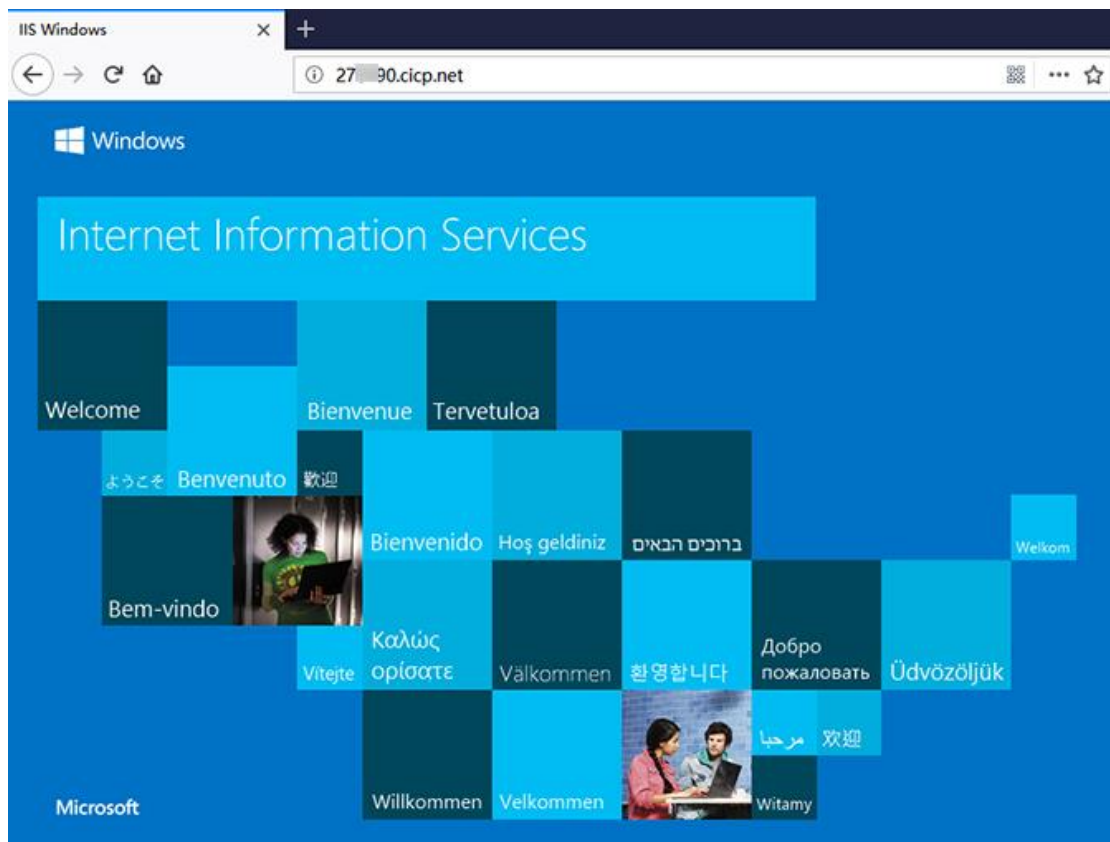 IIS Windows
27 90.cicp.net
Windows
Internet Information Services
Welcome
Bienvenue
Tervetuloa
ようこそ
Benvenuto
歡迎
Bienvenido
Hoş geldiniz
ברוכים הבאים
Welkom
Bem-vindo
Vítejte
Καλώς
ορίσατε
Välkommen
환영합니다
Добро
пожаловать
Üdvözöljük
مرحبا
欢迎
Willkommen
Velkommen
Witamy
Microsoft